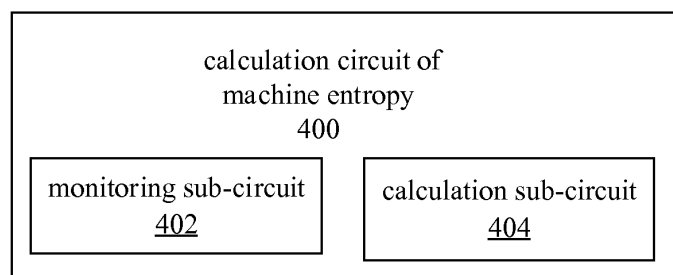 calculation circuit of
machine entropy
400
monitoring sub-circuit
402
calculation sub-circuit
404